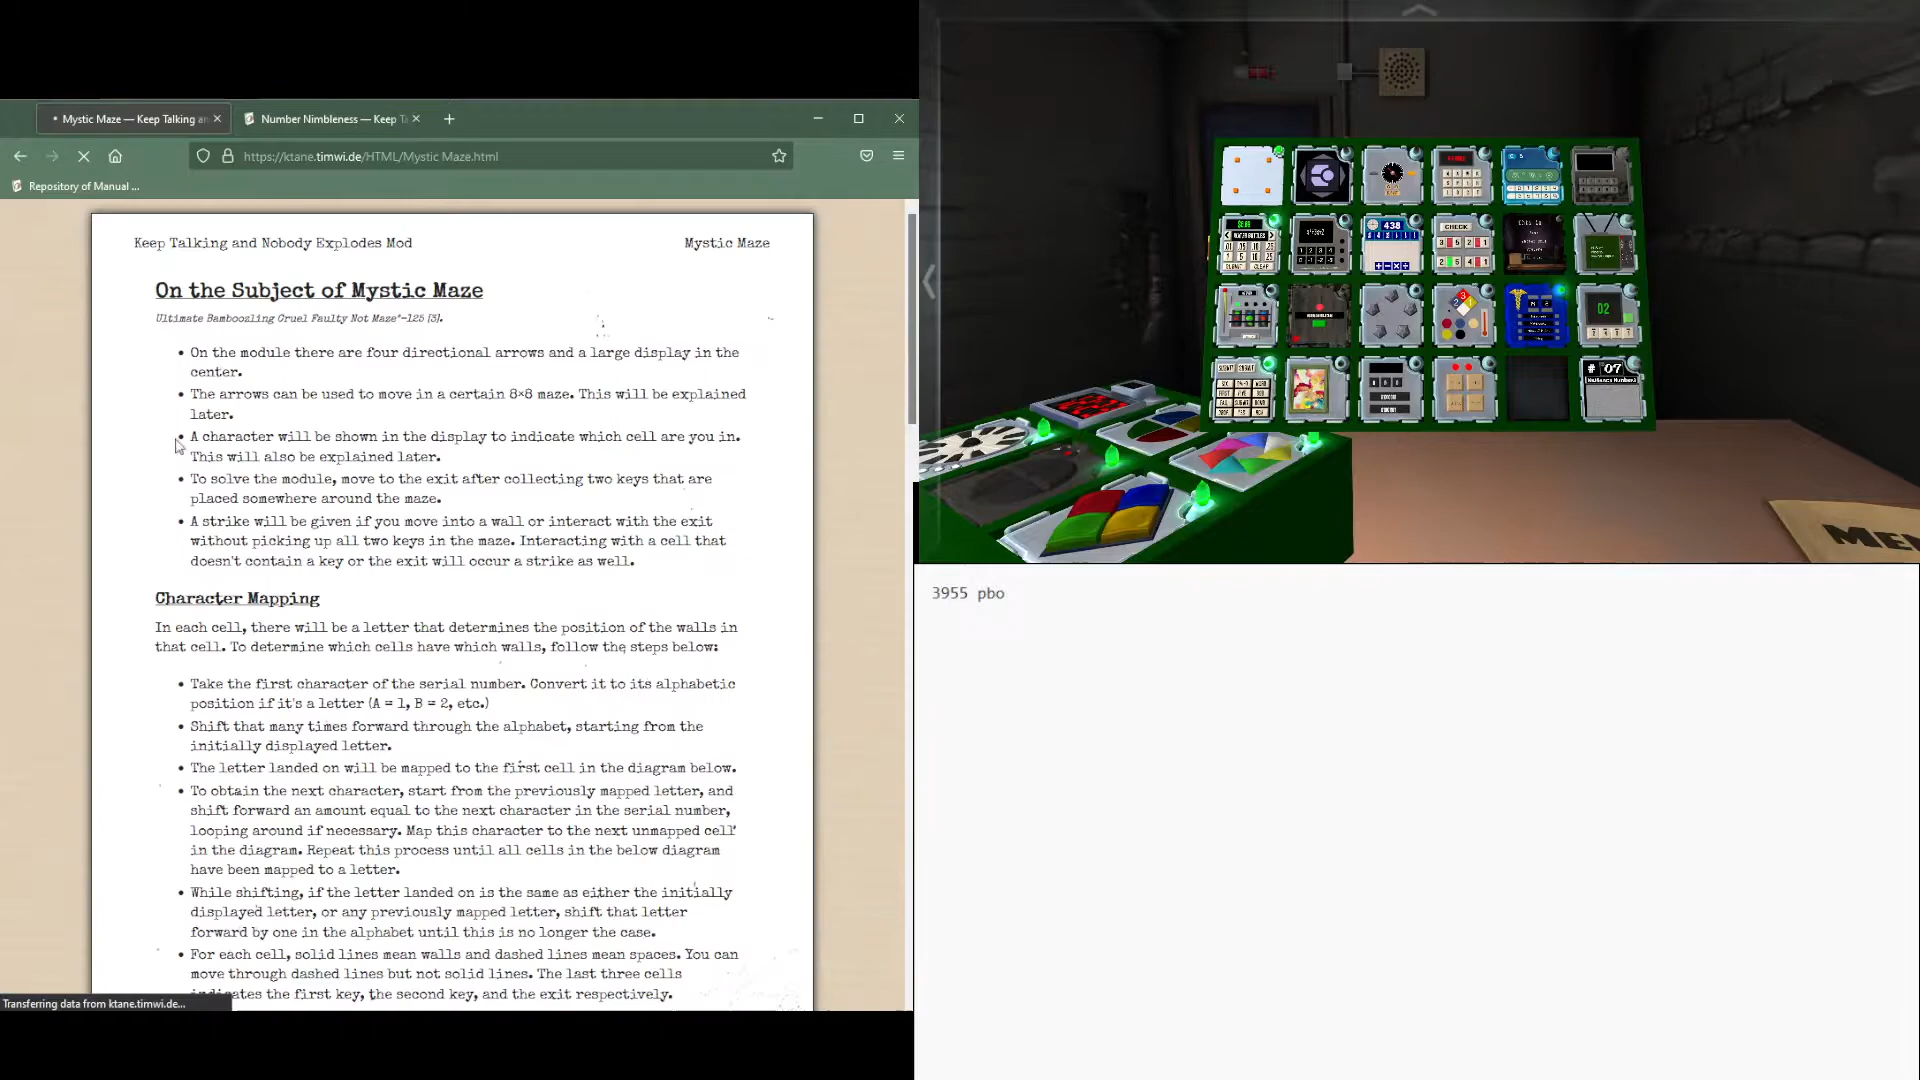 Mystic Maze — Keep Talking an
Number Nimbleness — Keep Ta
https://ktane.timwi.de/HTML/Mystic Maze.html
Repository of Manual ...
Keep Talking and Nobody Explodes Mod
Mystic Maze
On the Subject of Mystic Maze
Ultimate Bamboozling Cruel Faulty Not Maze^-125 [3].
• On the module there are four directional arrows and a large display in the
center.
• The arrows can be used to move in a certain 8×8 maze. This will be explained
later.
• A character will be shown in the display to indicate which cell are you in.
This will also be explained later.
• To solve the module, move to the exit after collecting two keys that are
placed somewhere around the maze.
• A strike will be given if you move into a wall or interact with the exit
without picking up all two keys in the maze. Interacting with a cell that
doesn't contain a key or the exit will occur a strike as well.
Character Mapping
In each cell, there will be a letter that determines the position of the walls in
that cell. To determine which cells have which walls, follow the steps below:
• Take the first character of the serial number. Convert it to its alphabetic
position if it's a letter (A = 1, B = 2, etc.)
• Shift that many times forward through the alphabet, starting from the
initially displayed letter.
• The letter landed on will be mapped to the first cell in the diagram below.
• To obtain the next character, start from the previously mapped letter, and
shift forward an amount equal to the next character in the serial number,
looping around if necessary. Map this character to the next unmapped cell
in the diagram. Repeat this process until all cells in the below diagram
have been mapped to a letter.
• While shifting, if the letter landed on is the same as either the initially
displayed letter, or any previously mapped letter, shift that letter
forward by one in the alphabet until this is no longer the case.
• For each cell, solid lines mean walls and dashed lines mean spaces. You can
move through dashed lines but not solid lines. The last three cells
indicates the first key, the second key, and the exit respectively.
Transferring data from ktane.timwi.de...
438
CHECK
02
# 07
MEN
3955 pbo